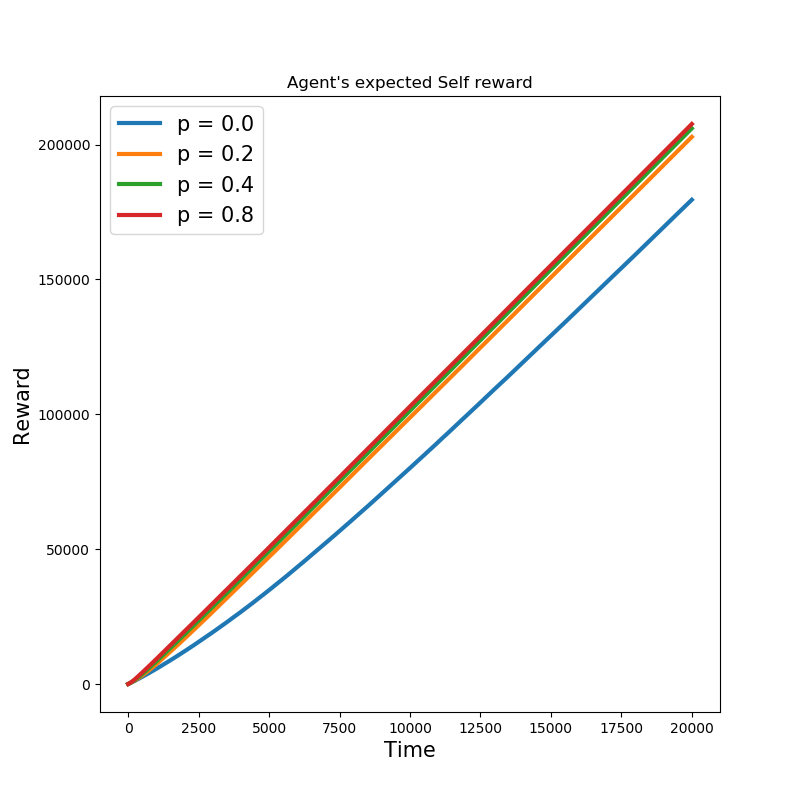 Agent's expected Self reward
p = 0.0
p = 0.2
p = 0.4
p = 0.8
200000
150000
100000
50000
0
Reward
0 2500 5000 7500 10000 12500 15000 17500 20000
Time